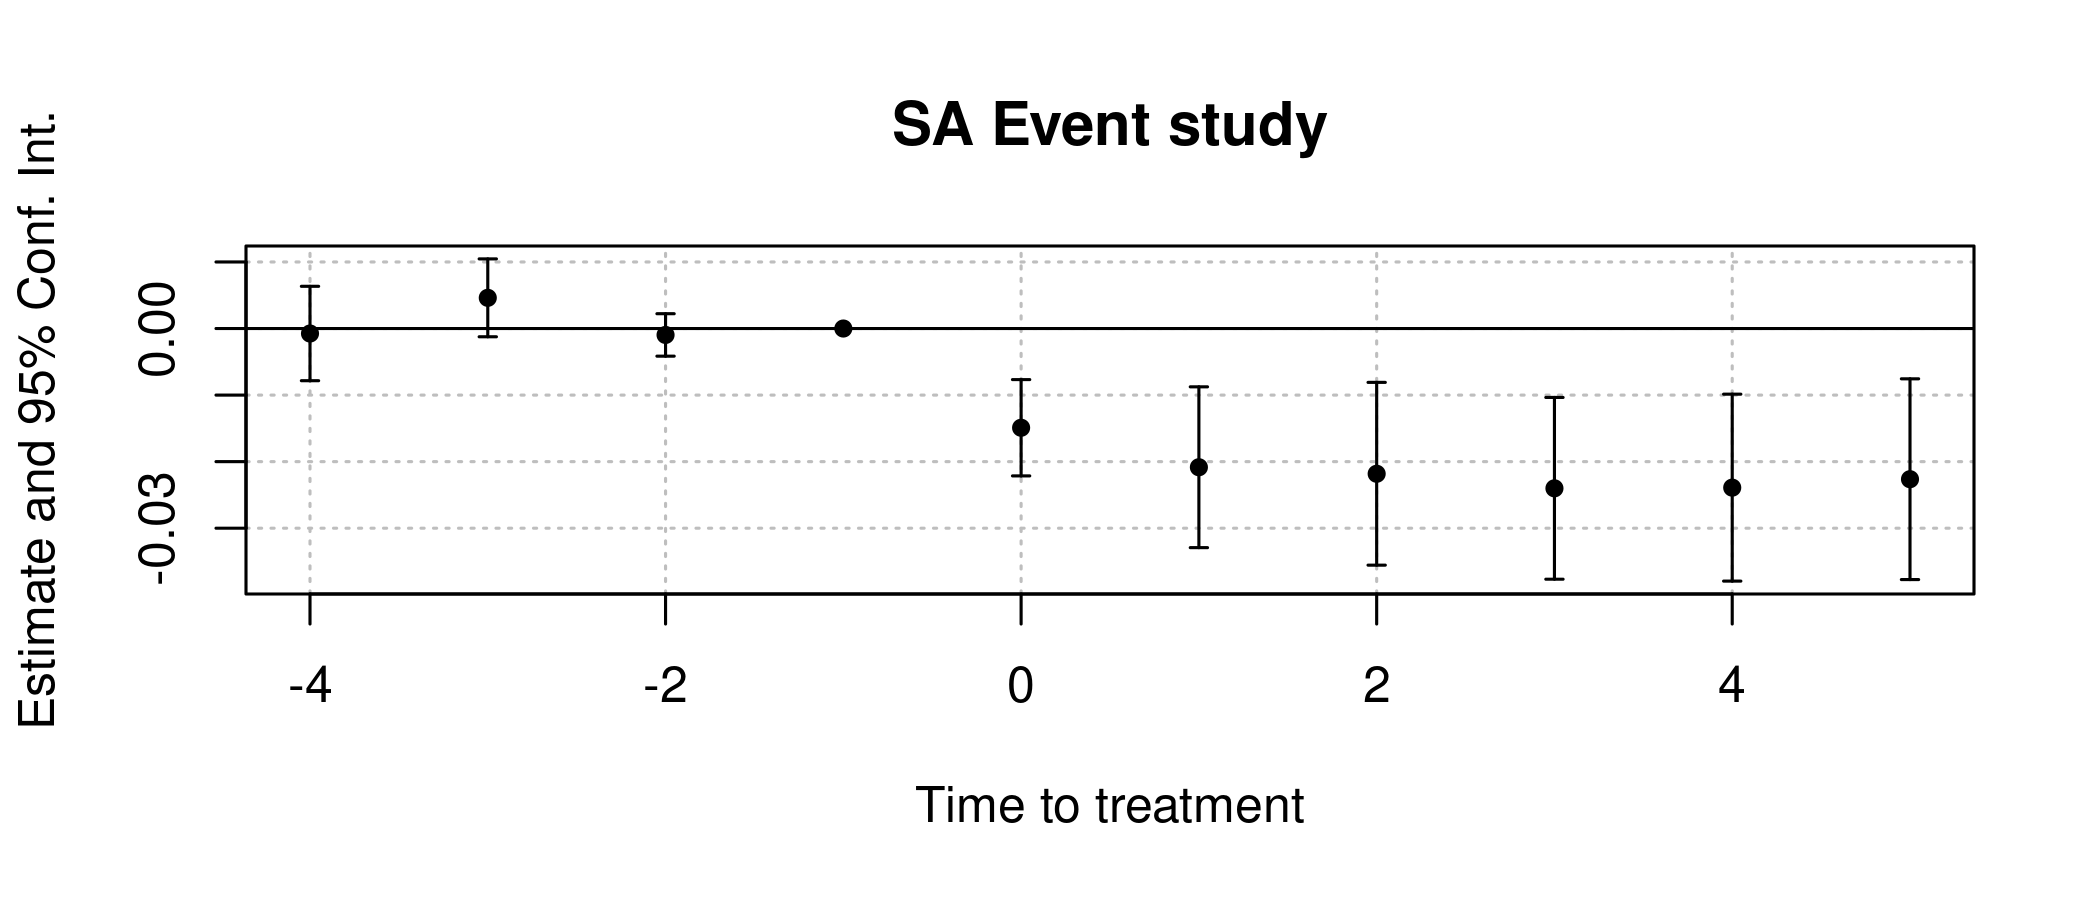 SA Event study
Estimate and 95% Conf. Int.
0.00
-0.03
-4 -2 0 2 4
Time to treatment